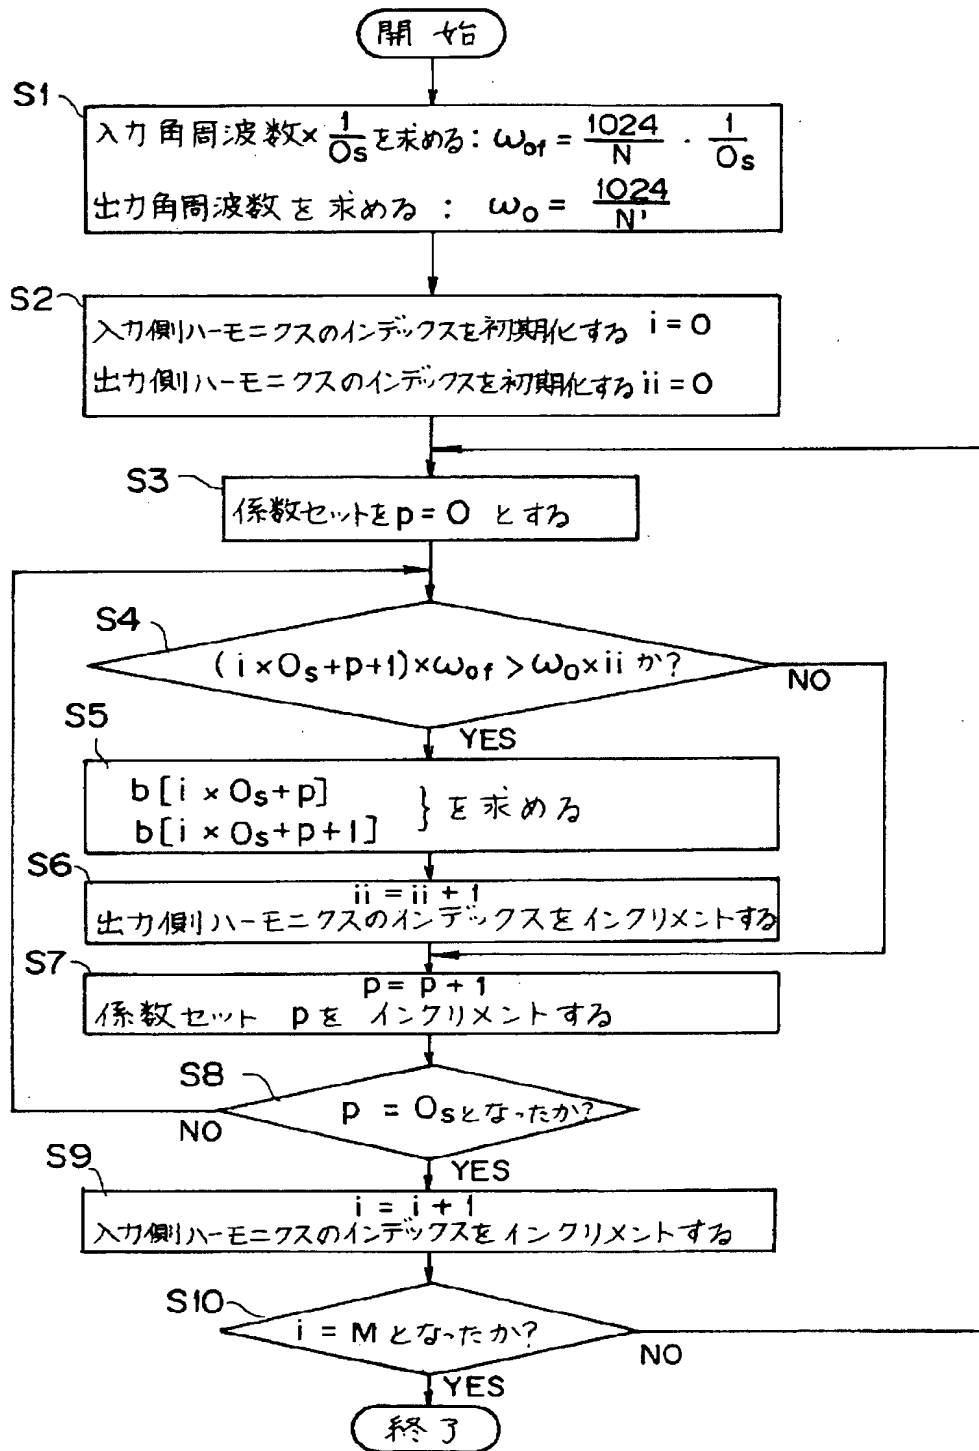 開始
S1
入力角周波数×1/Osを求める: ωof = 1024/N · 1/Os
出力角周波数を求める : ωo = 1024/N'
S2
入力側ハーモニクスのインデックスを初期化する i = 0
出力側ハーモニクスのインデックスを初期化する ii = 0
S3
係数セットをp = 0 とする
S4
(i × Os + p + 1) × ωof > ωo × ii か?
NO
YES
S5
b [i × Os + p]
b [i × Os + p + 1]
} を求める
S6
ii = ii + 1
出力側ハーモニクスのインデックスをインクリメントする
S7
p = p + 1
係数セット pを インクリメントする
S8
p = Osとなったか?
NO
YES
S9
i = i + 1
入力側ハーモニクスのインデックスをインクリメントする
S10
i = M となったか?
NO
YES
終了